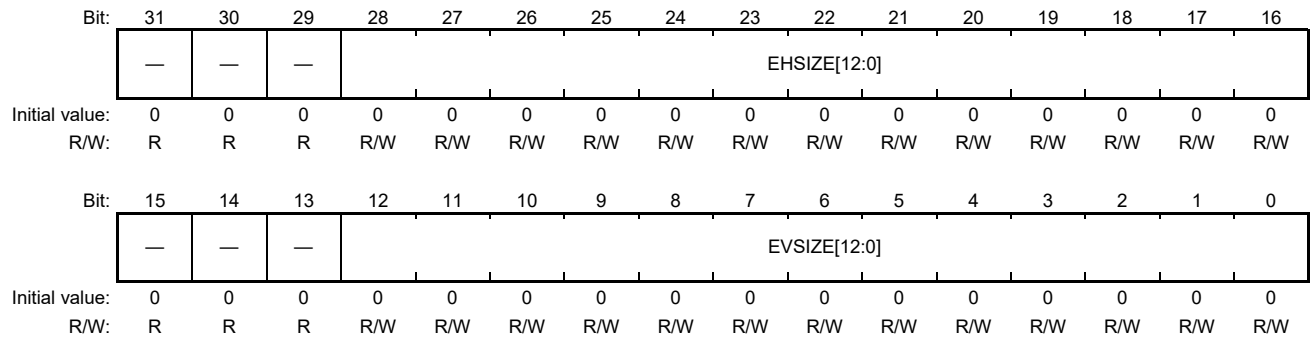 Bit: 31 30 29 28 27 26 25 24 23 22 21 20 19 18 17 16
— — — EHSIZE[12:0]
Initial value: 0 0 0 0 0 0 0 0 0 0 0 0 0 0 0 0
R/W: R R R R/W R/W R/W R/W R/W R/W R/W R/W R/W R/W R/W R/W R/W
Bit: 15 14 13 12 11 10 9 8 7 6 5 4 3 2 1 0
— — — EVSIZE[12:0]
Initial value: 0 0 0 0 0 0 0 0 0 0 0 0 0 0 0 0
R/W: R R R R/W R/W R/W R/W R/W R/W R/W R/W R/W R/W R/W R/W R/W